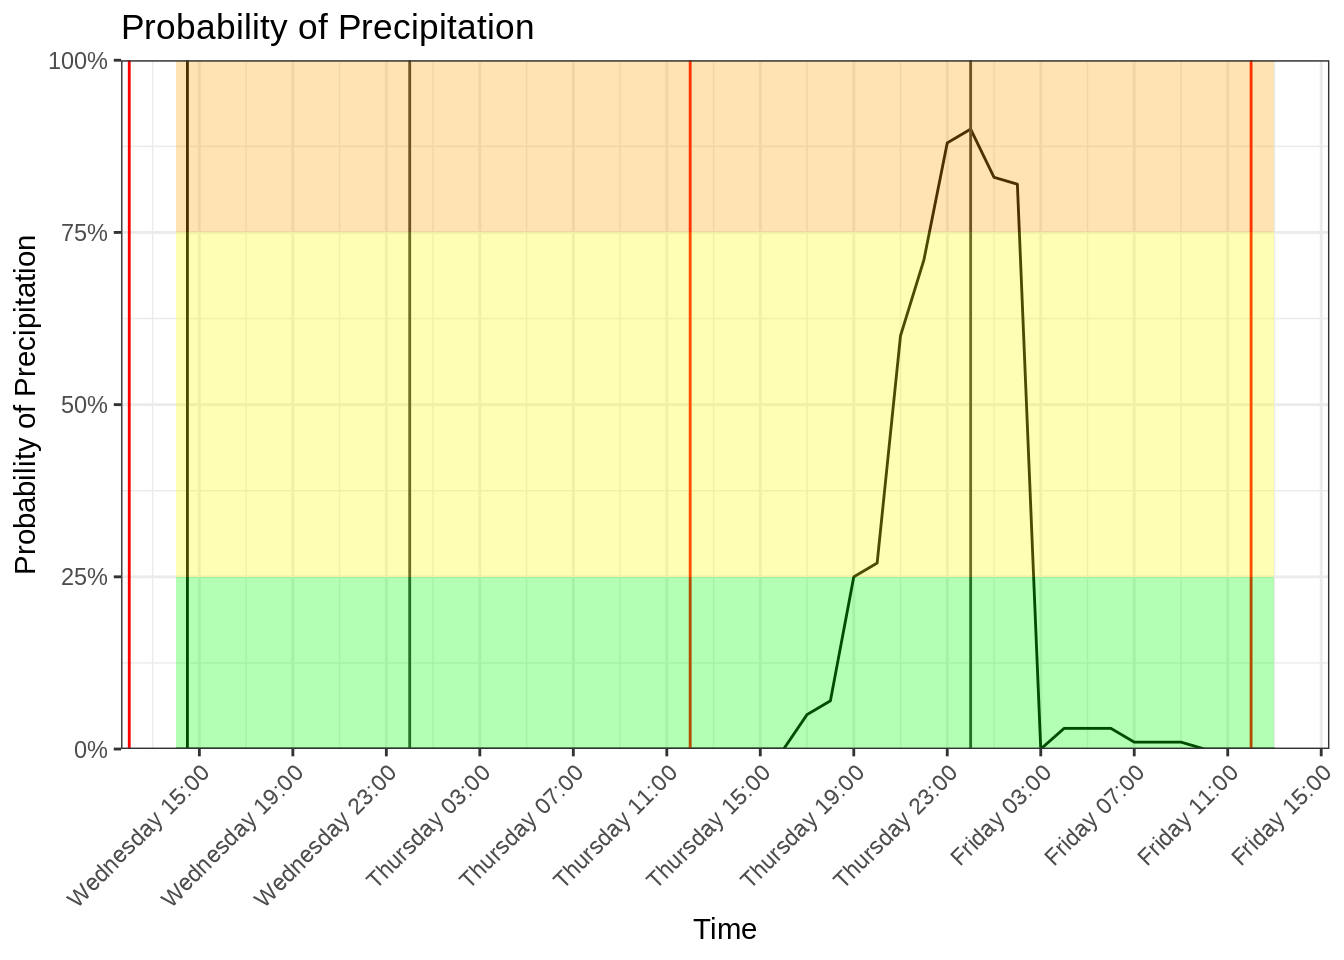 Probability of Precipitation
Probability of Precipitation
100%
75%
50%
25%
0%
Wednesday 15:00
Wednesday 19:00
Wednesday 23:00
Thursday 03:00
Thursday 07:00
Thursday 11:00
Thursday 15:00
Thursday 19:00
Thursday 23:00
Friday 03:00
Friday 07:00
Friday 11:00
Friday 15:00
Time